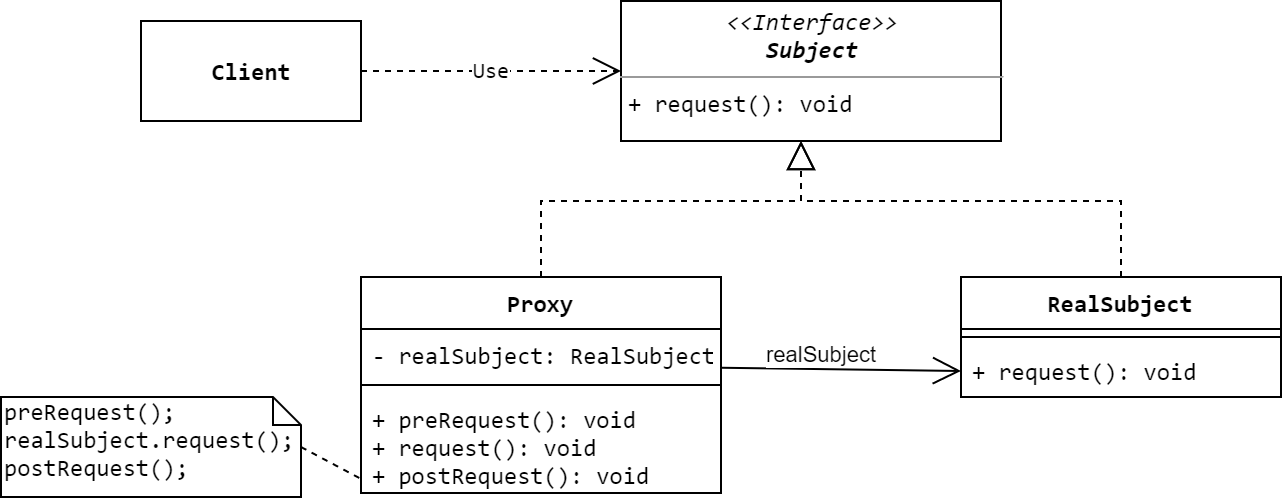 <<Interface>>
Subject
Client
Use
+ request(): void
Proxy
- realSubject: RealSubject
+ preRequest(): void
+ request(): void
+ postRequest(): void
realSubject
RealSubject
+ request(): void
preRequest();
realSubject.request();
postRequest();